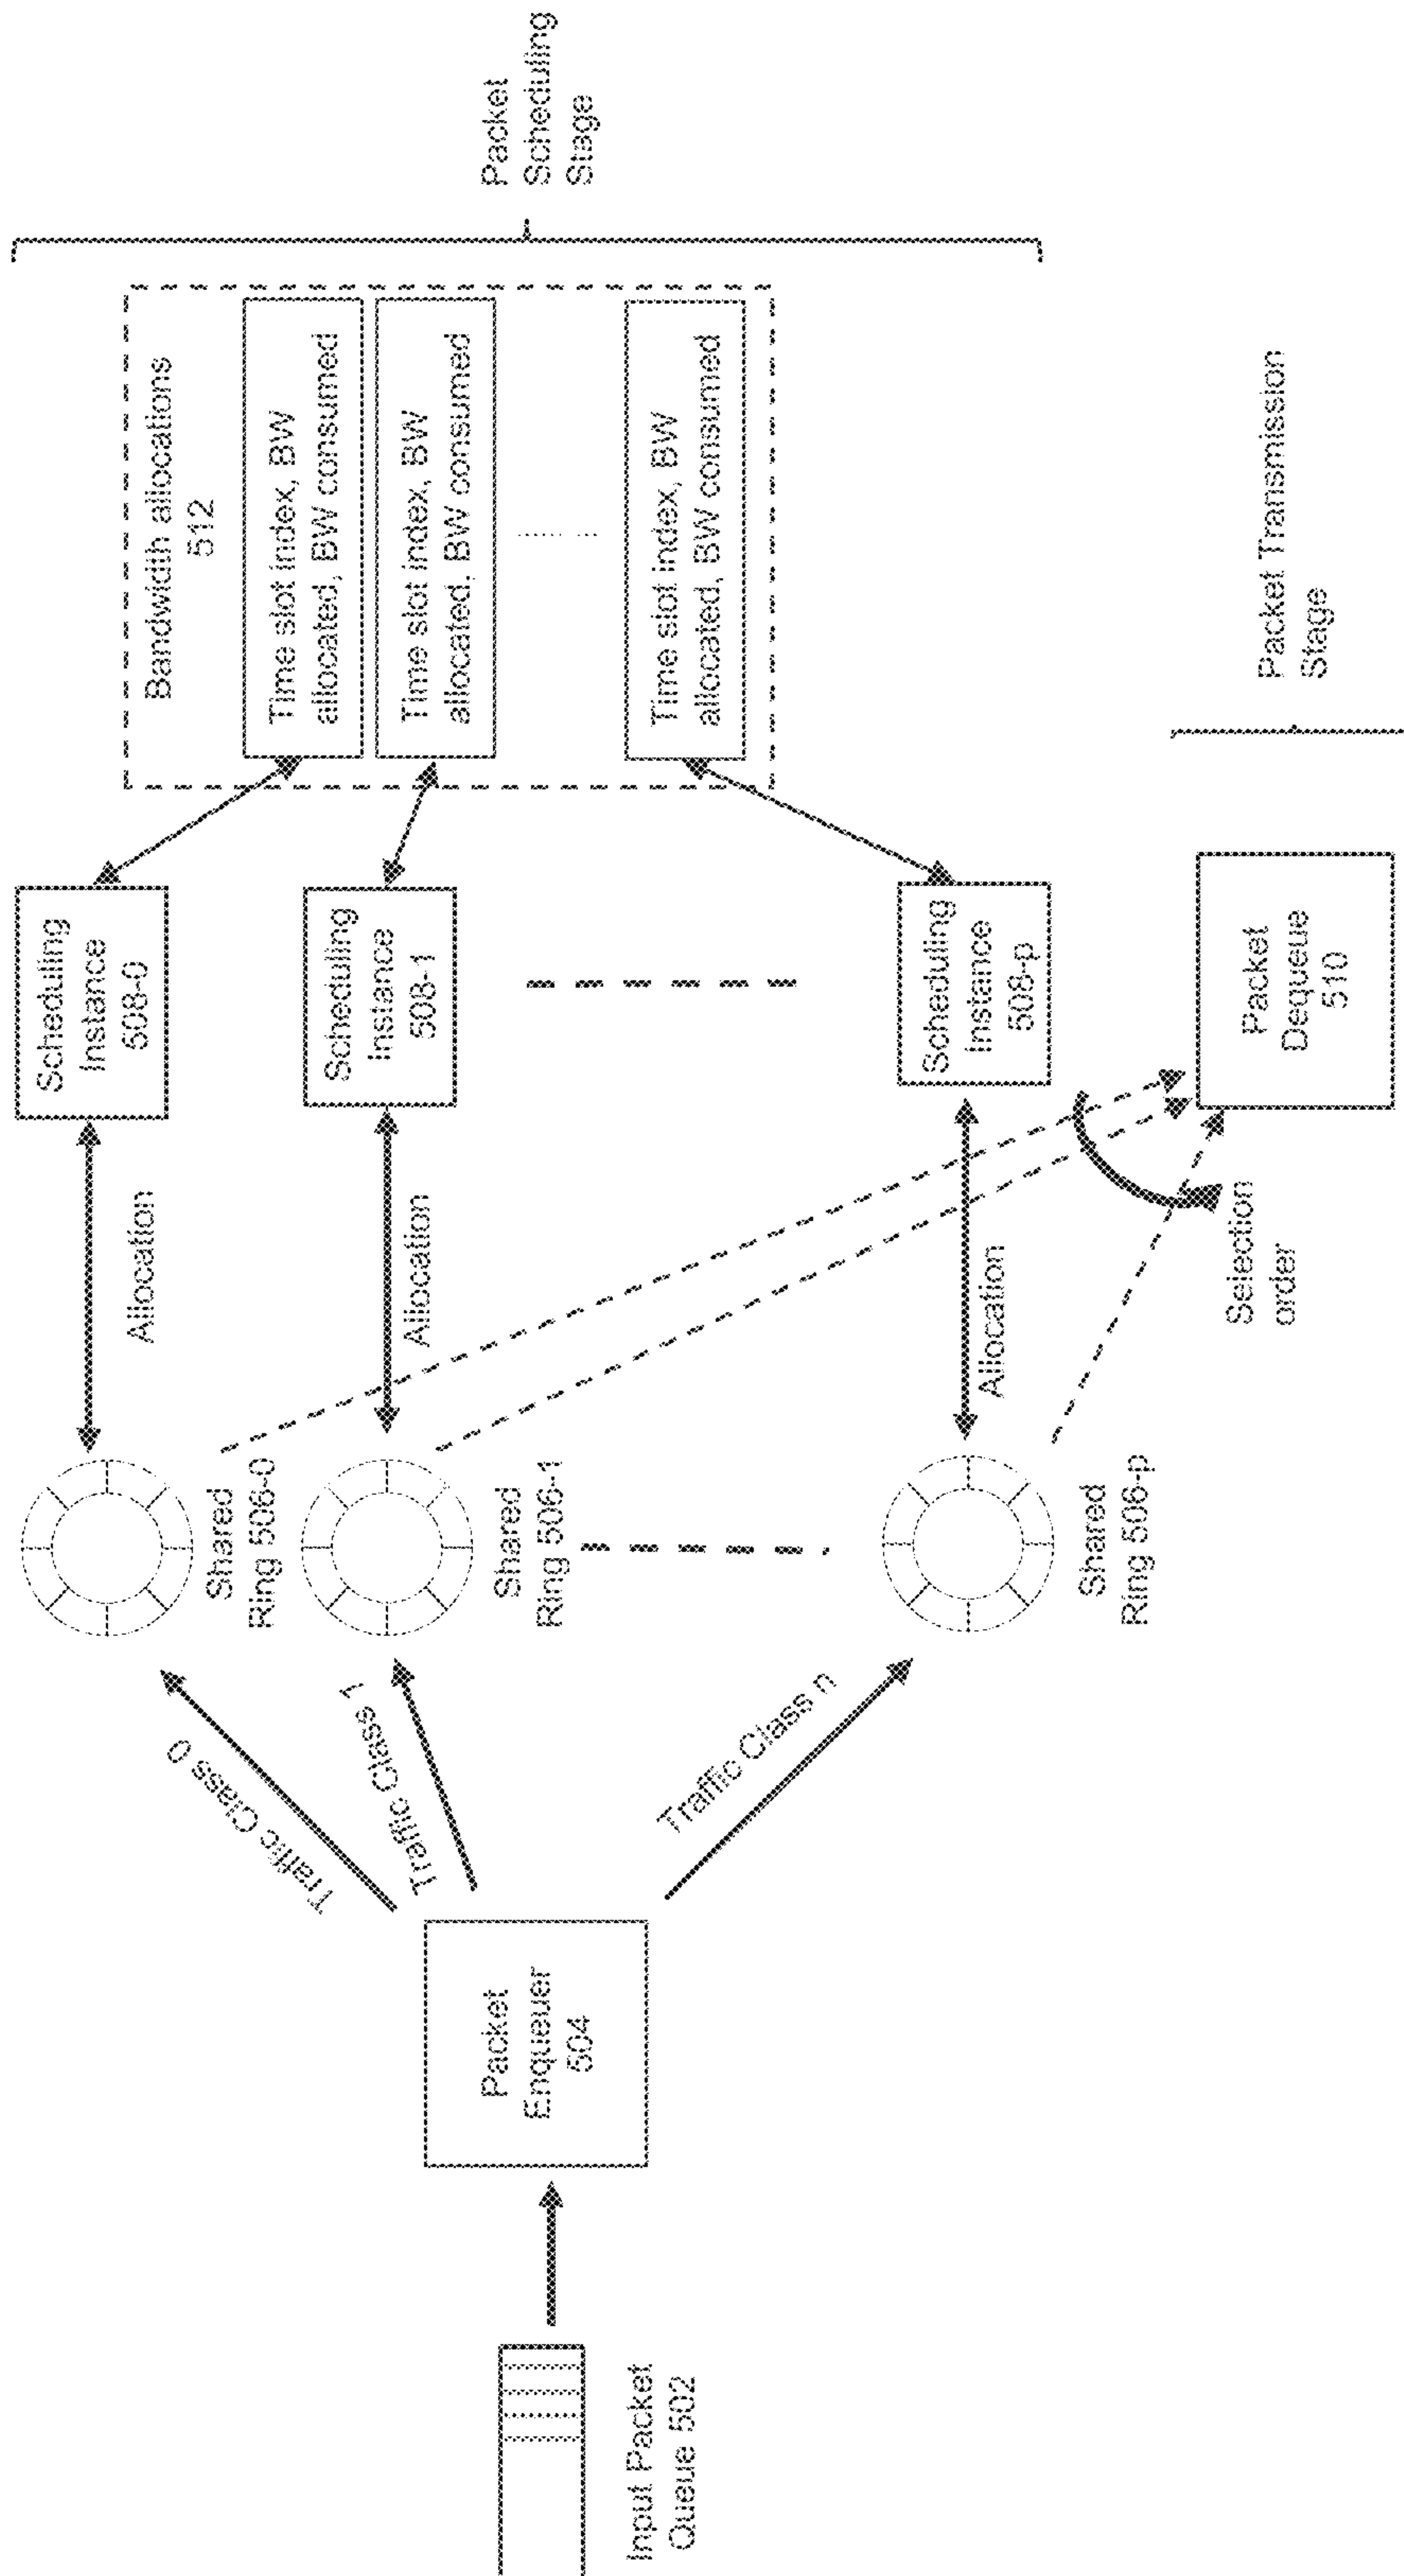 Input Packet
Queue 502
Packet
Enqueuer
504
Traffic Class 0
Traffic Class 1
Traffic Class n
Shared
Ring 506-0
Shared
Ring 506-1
Shared
Ring 506-p
Allocation
Allocation
Allocation
Selection
order
Scheduling
Instance
508-0
Scheduling
Instance
508-1
Scheduling
Instance
508-p
Packet
Dequeue
510
Bandwidth allocations
512
Time slot index, BW
allocated, BW consumed
Time slot index, BW
allocated, BW consumed
Time slot index, BW
allocated, BW consumed
Packet
Scheduling
Stage
Packet Transmission
Stage